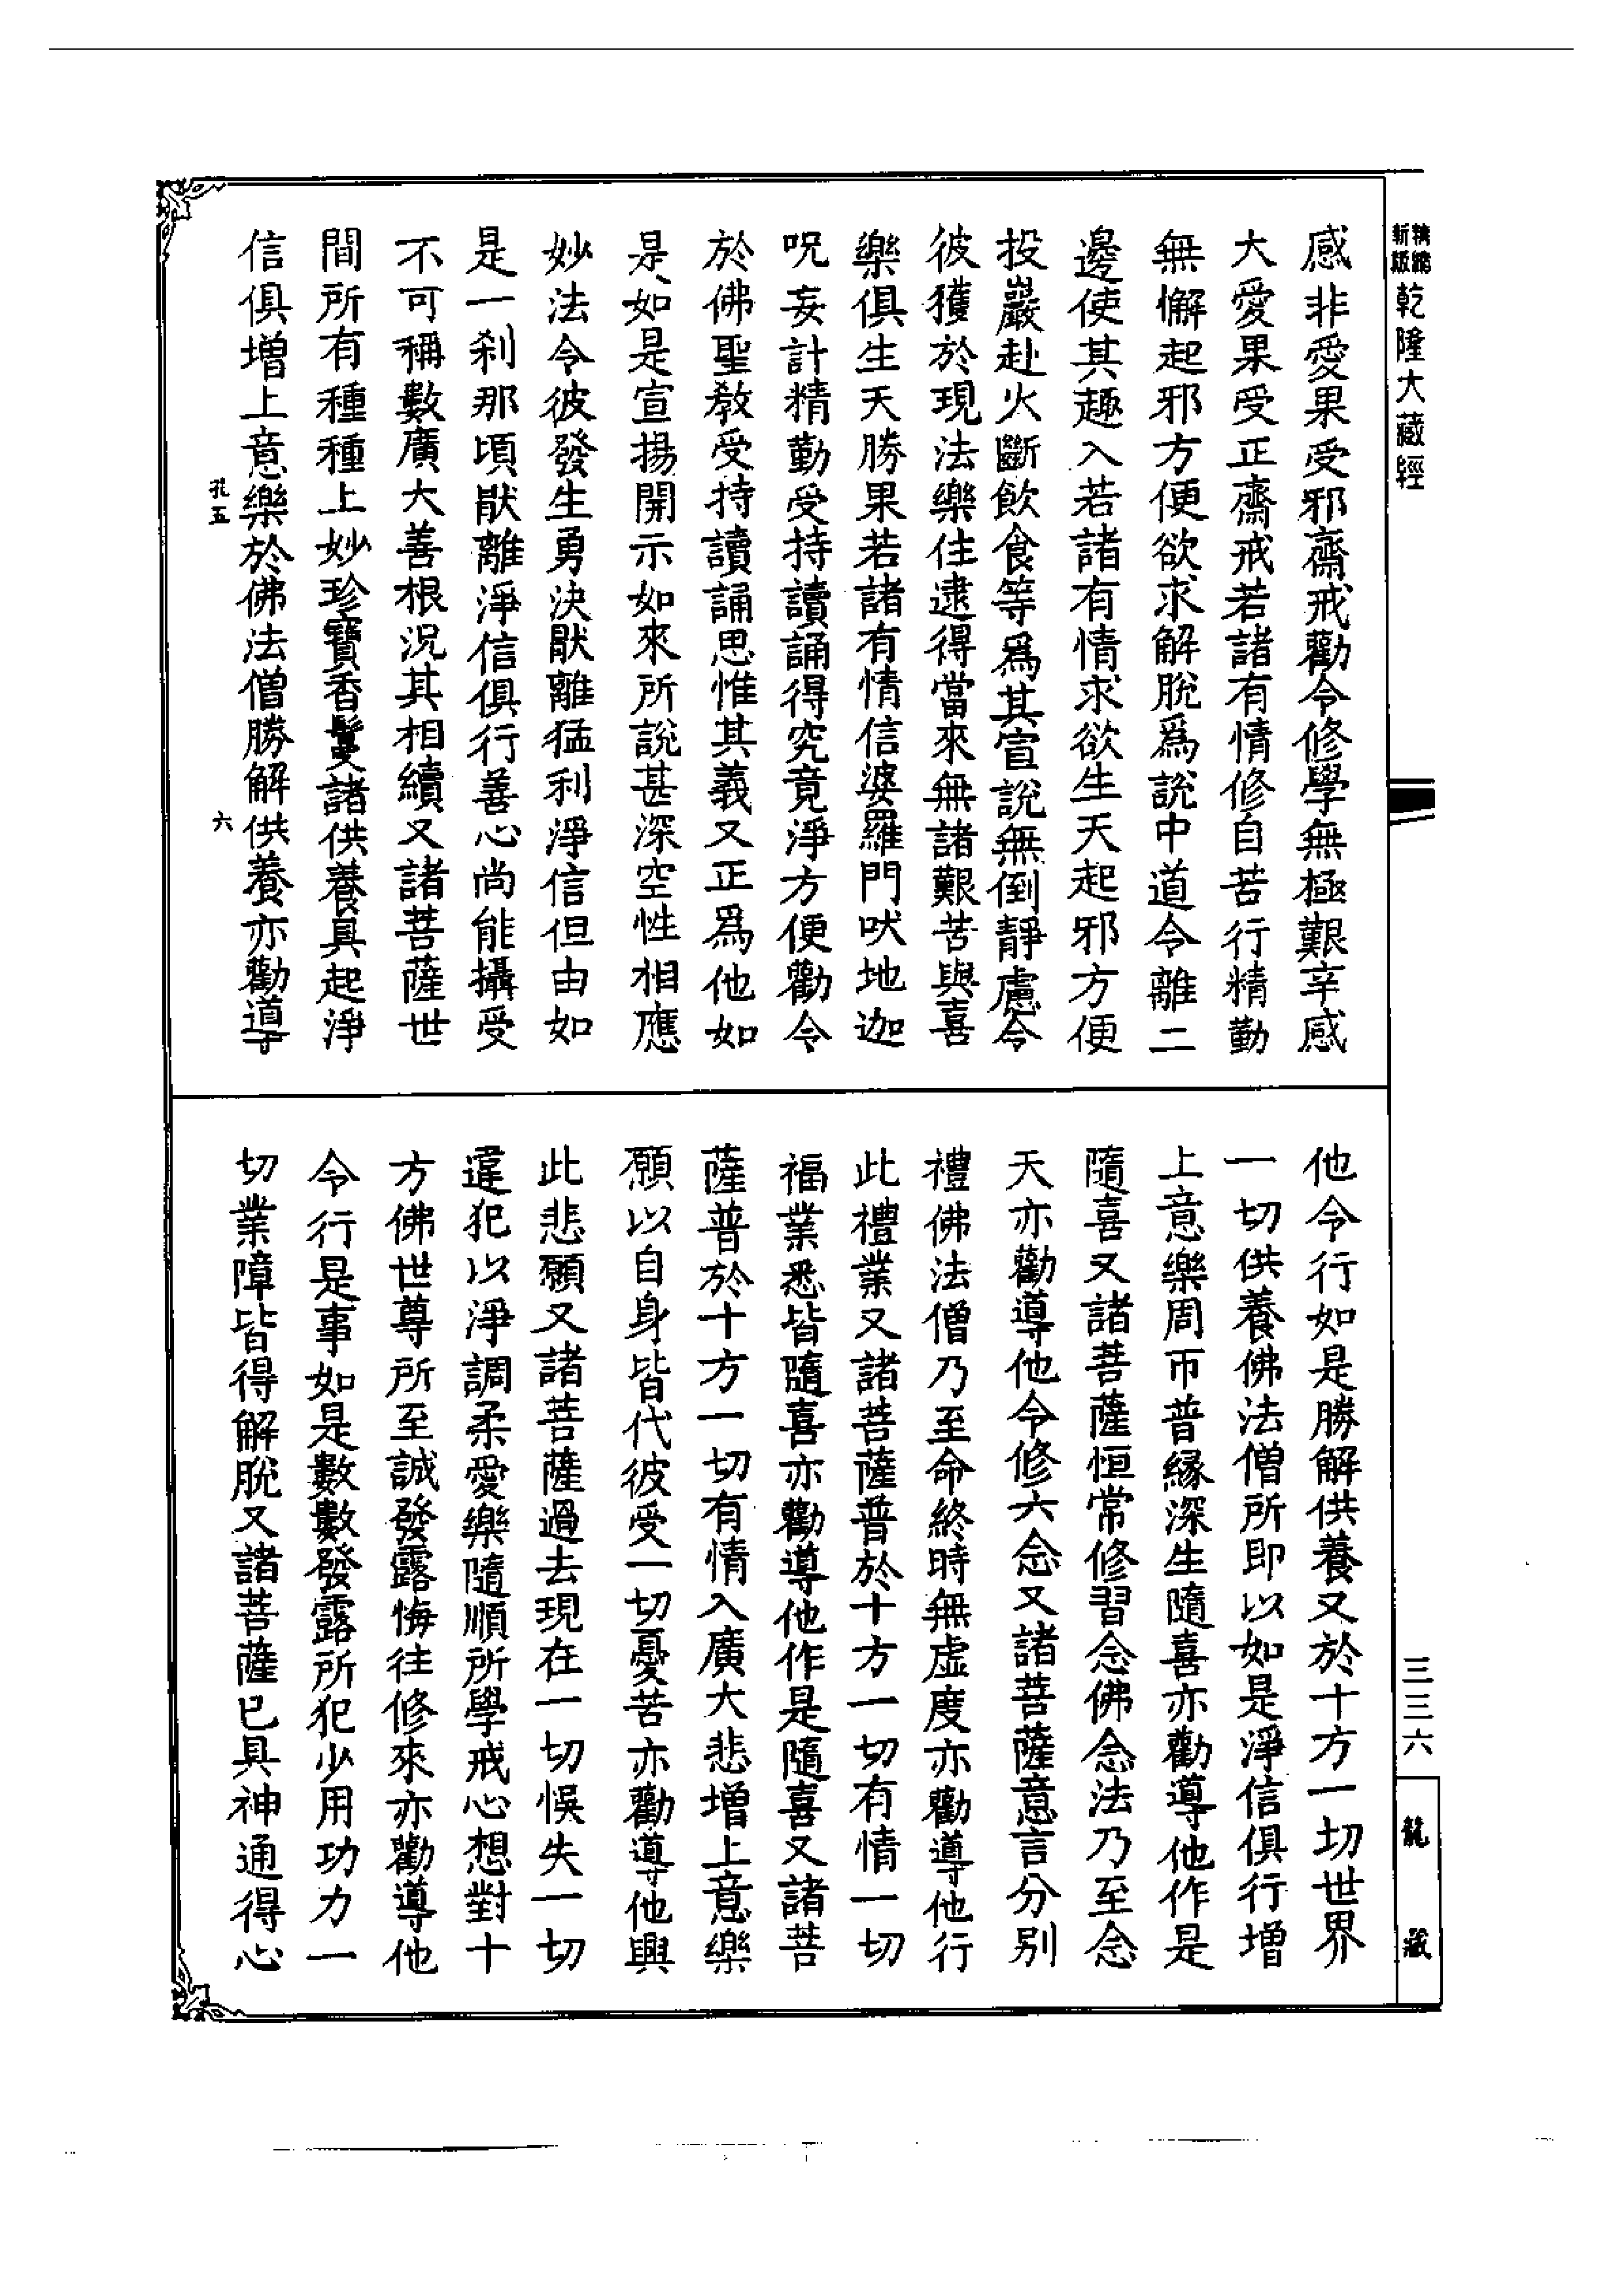 精縮
新版
乾隆大藏經
三三六
龍藏
感非愛果受邪齋戒勸令修學無極艱辛感
大愛果受正齋戒若諸有情修自苦行精勤
無懈起邪方便欲求解脫爲說中道令離二
邊使其趣入若諸有情求欲生天起邪方便
投巖赴火斷飲食等爲其宣說無倒靜慮令
彼獲於現法樂住逮得當來無諸艱苦與喜
樂俱生天勝果若諸有情信婆羅門吠地迦
呪妄計精勤受持讀誦得究竟淨方便勸令
於佛聖教受持讀誦思惟其義又正爲他如
是如是宣揚開示如來所說甚深空性相應
妙法令彼發生勇決猒離猛利淨信但由如
是一刹那頃猒離淨信俱行善心尚能攝受
不可稱數廣大善根況其相續又諸菩薩世
間所有種種上妙珍寶香鬘諸供養具起淨
信俱增上意樂於佛法僧勝解供養亦勸導
孔五
六
他令行如是勝解供養又於十方一切世界
一切供養佛法僧所即以如是淨信俱行增
上意樂周帀普緣深生隨喜亦勸導他作是
隨喜又諸菩薩恒常修習念佛念法乃至念
天亦勸導他令修六念又諸菩薩意言分別
禮佛法僧乃至命終時無虛度亦勸導他行
此禮業又諸菩薩普於十方一切有情一切
福業悉皆隨喜亦勸導他作是隨喜又諸菩
薩普於十方一切有情入廣大悲增上意樂
願以自身皆代彼受一切憂苦亦勸導他興
此悲願又諸菩薩過去現在一切悞失一切
違犯以淨調柔愛樂隨順所學戒心想對十
方佛世尊所至誠發露悔往修來亦勸導他
令行是事如是數數發露所犯少用功力一
切業障皆得解脫又諸菩薩已具神通得心